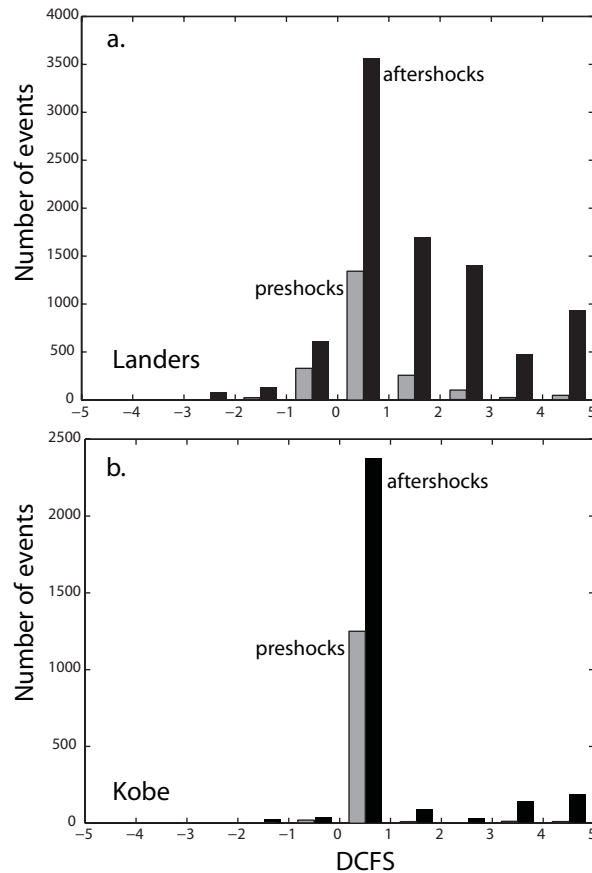 4000
a.
3500
aftershocks
3000
2500
Number of events
2000
1500
preshocks
1000
500
Landers
0
−5 −4 −3 −2 −1 0 1 2 3 4 5
2500
b.
aftershocks
2000
Number of events
1500
preshocks
1000
500
Kobe
0
−5 −4 −3 −2 −1 0 1 2 3 4 5
DCFS